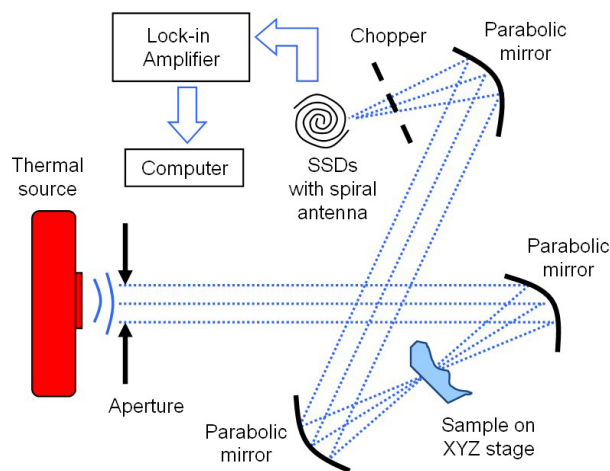 Lock-in
Amplifier
Chopper
Parabolic
mirror
Thermal
source
Computer
SSDs
with spiral
antenna
Parabolic
mirror
Aperture
Parabolic
mirror
Sample on
XYZ stage